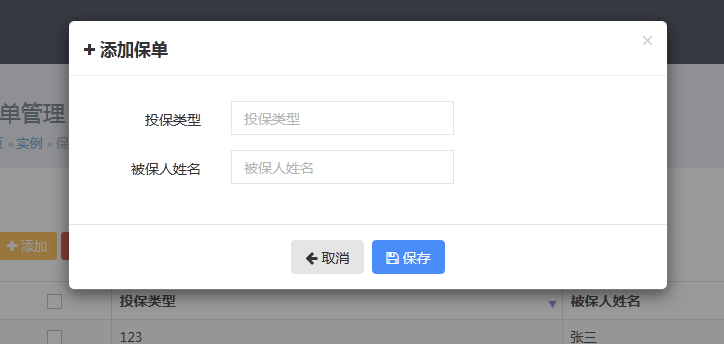 添加保单
×
单管理
页 实例 保
投保类型 投保类型
被保人姓名 被保人姓名
添加
取消 保存
投保类型 被保人姓名
123 张三